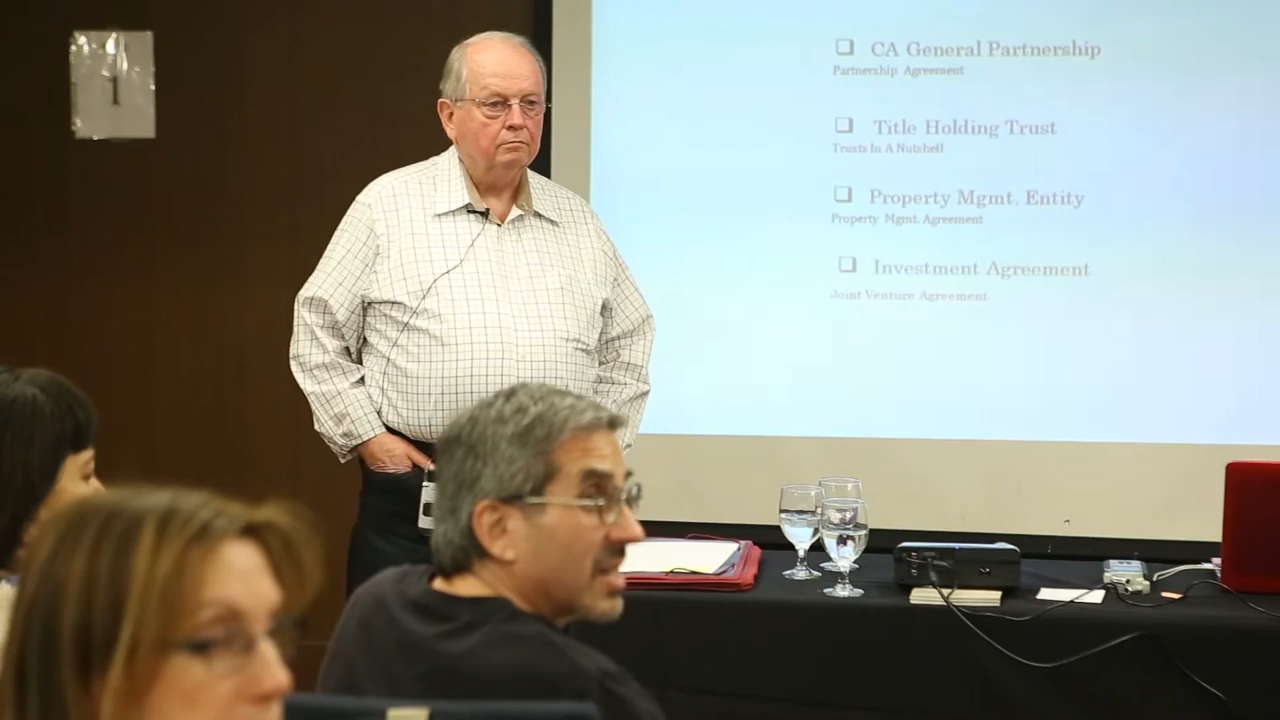 1
❑ CA General Partnership
Partnership Agreement
❑ Title Holding Trust
Trusts In A Nutshell
❑ Property Mgmt. Entity
Property Mgmt. Agreement
❑ Investment Agreement
Joint Venture Agreement